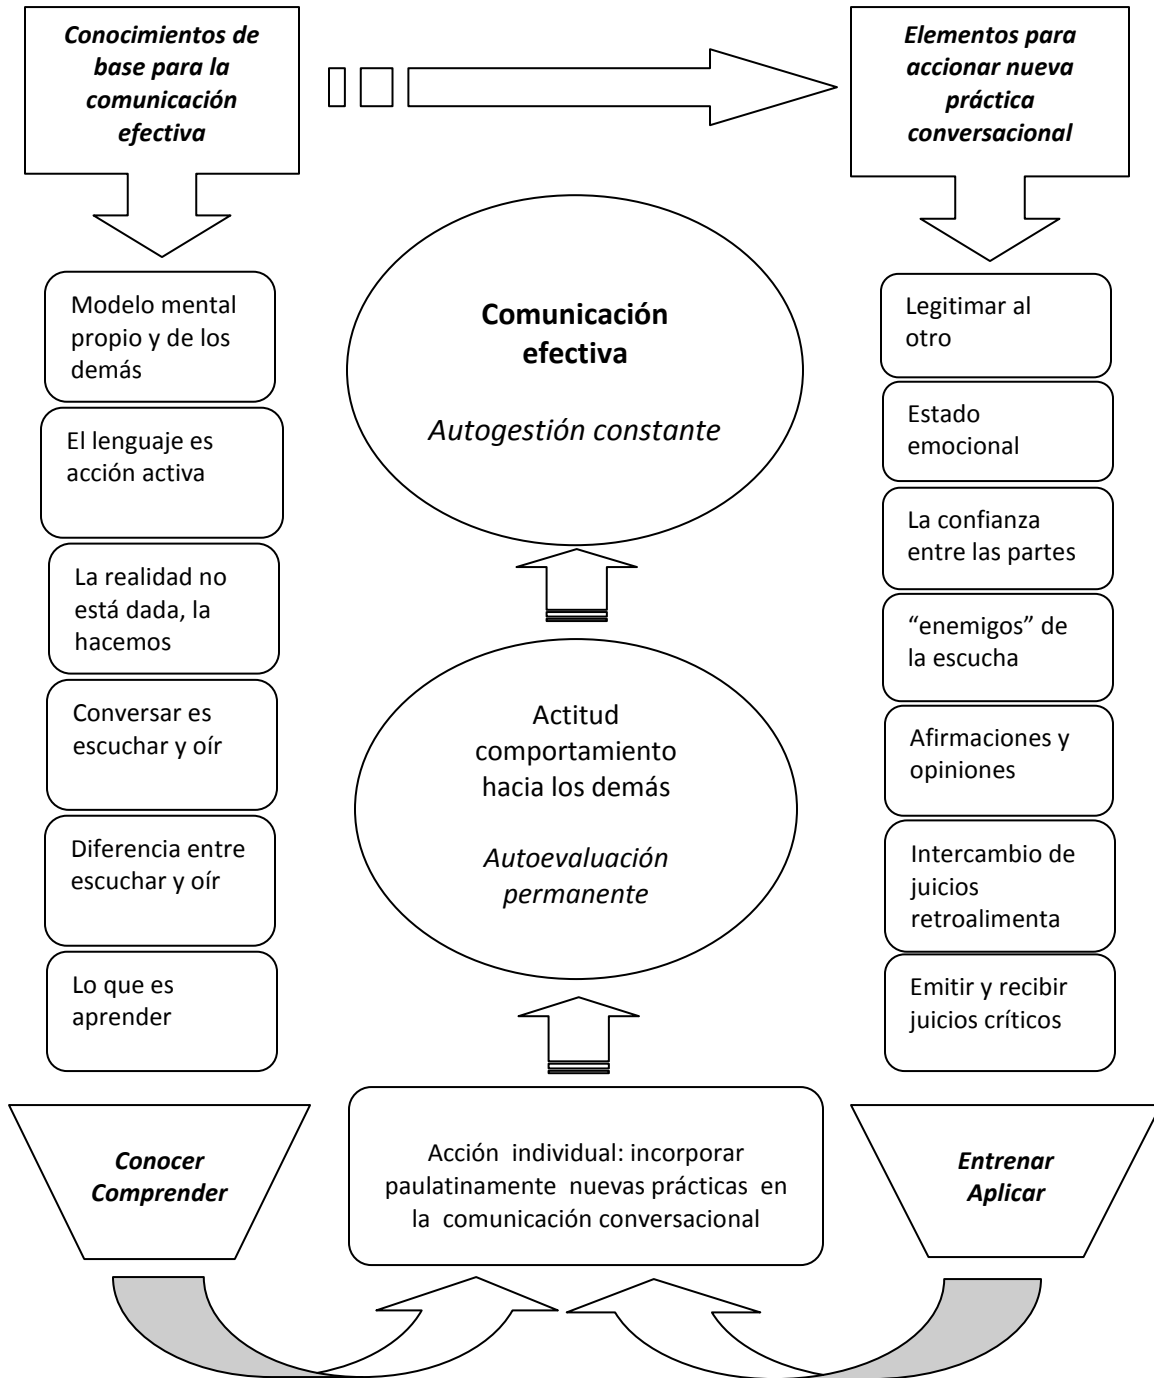 Conocimientos de
base para la
comunicación
efectiva
Elementos para
accionar nueva
práctica
conversacional
Modelo mental
propio y de los
demás
El lenguaje es
acción activa
La realidad no
está dada, la
hacemos
Conversar es
escuchar y oír
Diferencia entre
escuchar y oír
Lo que es
aprender
Conocer
Comprender
Comunicación
efectiva
Autogestión constante
Actitud
comportamiento
hacia los demás
Autoevaluación
permanente
Acción individual: incorporar
paulatinamente nuevas prácticas en
la comunicación conversacional
Legitimar al
otro
Estado
emocional
La confianza
entre las partes
“enemigos” de
la escucha
Afirmaciones y
opiniones
Intercambio de
juicios
retroalimenta
Emitir y recibir
juicios críticos
Entrenar
Aplicar